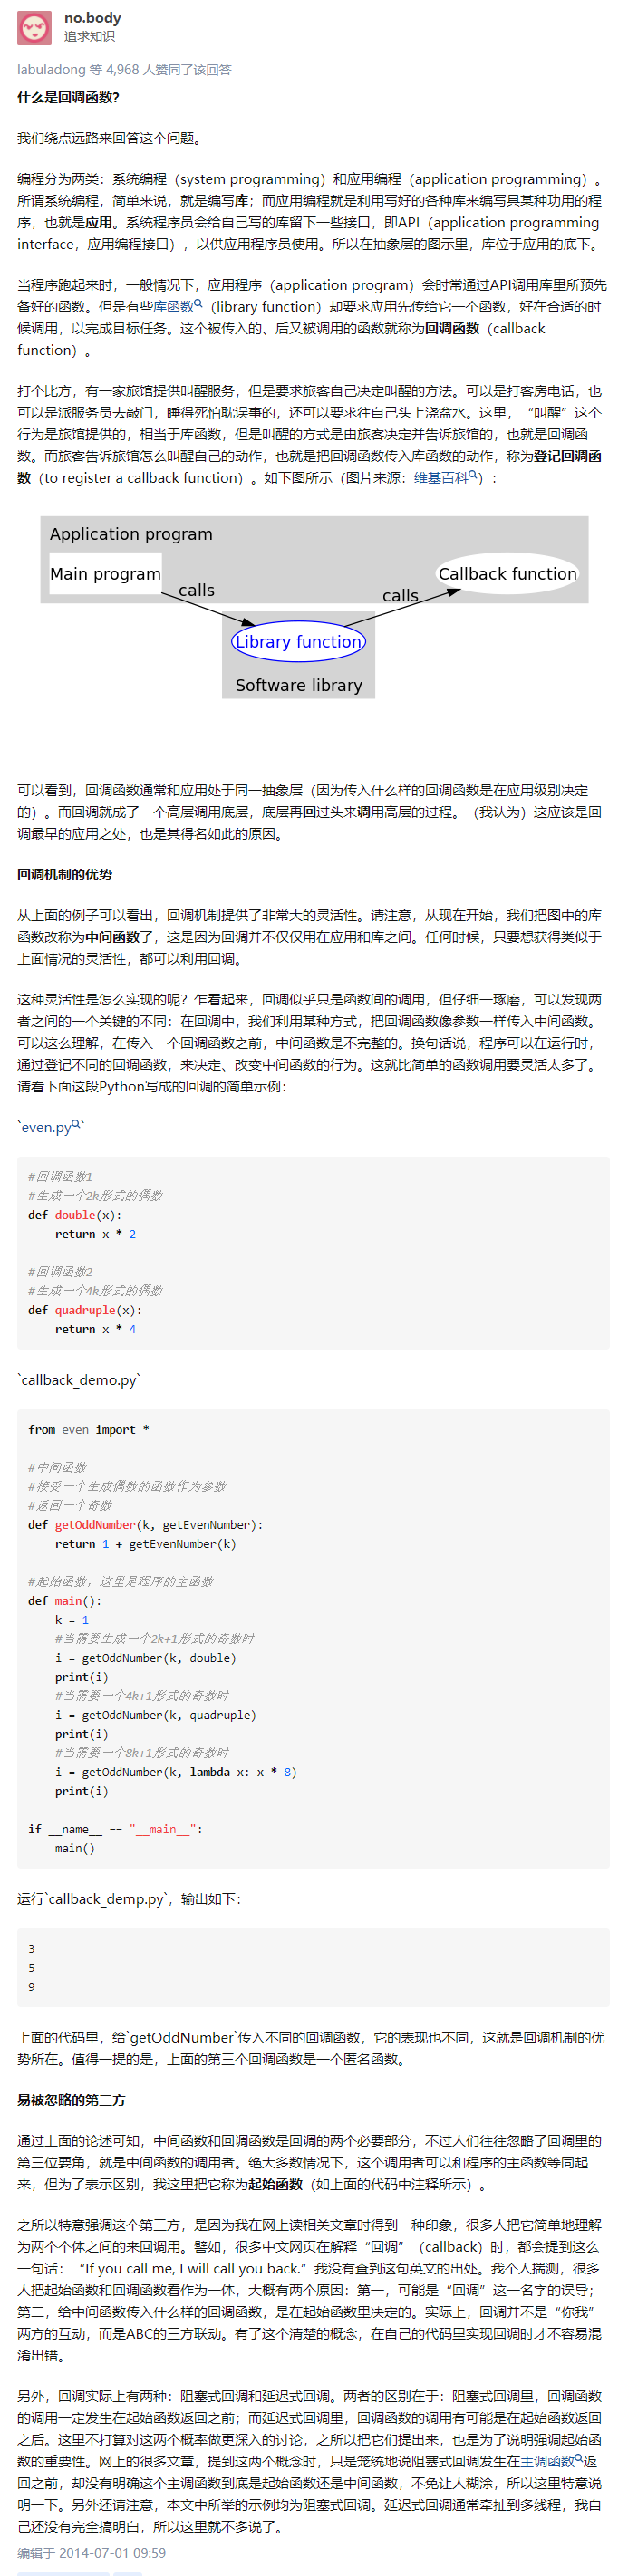 no.body
追求知识
labuladong 等 4,968 人赞同了该回答
什么是回调函数?
我们绕点远路来回答这个问题。
编程分为两类：系统编程（system programming）和应用编程（application programming）。
所谓系统编程，简单来说，就是编写库；而应用编程就是利用写好的各种库来编写具某种功用的程
序，也就是应用。系统程序员会给自己写的库留下一些接口，即API（application programming
interface，应用编程接口），以供应用程序员使用。所以在抽象层的图示里，库位于应用的底下。
当程序跑起来时，一般情况下，应用程序（application program）会时常通过API调用库里所预先
备好的函数。但是有些库函数（library function）却要求应用先传给它一个函数，好在合适的时
候调用，以完成目标任务。这个被传入的、后又被调用的函数就称为回调函数（callback
function）。
打个比方，有一家旅馆提供叫醒服务，但是要求旅客自己决定叫醒的方法。可以是打客房电话，也
可以是派服务员去敲门，睡得死怕耽误事的，还可以要求往自己头上浇盆水。这里，“叫醒”这个
行为是旅馆提供的，相当于库函数，但是叫醒的方式是由旅客决定并告诉旅馆的，也就是回调函
数。而旅客告诉旅馆怎么叫醒自己的动作，也就是把回调函数传入库函数的动作，称为登记回调函
数（to register a callback function）。如下图所示（图片来源：维基百科）：
Application program
Main program
Callback function
calls
calls
Library function
Software library
可以看到，回调函数通常和应用处于同一抽象层（因为传入什么样的回调函数是在应用级别决定
的）。而回调就成了一个高层调用底层，底层再回过头来调用高层的过程。（我认为）这应该是回
调最早的应用之处，也是其得名如此的原因。
回调机制的优势
从上面的例子可以看出，回调机制提供了非常大的灵活性。请注意，从现在开始，我们把图中的库
函数改称为中间函数了，这是因为回调并不仅仅用在应用和库之间。任何时候，只要想获得类似于
上面情况的灵活性，都可以利用回调。
这种灵活性是怎么实现的呢？乍看起来，回调似乎只是函数间的调用，但仔细一琢磨，可以发现两
者之间的一个关键的不同：在回调中，我们利用某种方式，把回调函数像参数一样传入中间函数。
可以这么理解，在传入一个回调函数之前，中间函数是不完整的。换句话说，程序可以在运行时，
通过登记不同的回调函数，来决定、改变中间函数的行为。这就比简单的函数调用要灵活太多了。
请看下面这段Python写成的回调的简单示例：
`even.py`
#回调函数1
#生成一个2k形式的偶数
def double(x):
    return x * 2
#回调函数2
#生成一个4k形式的偶数
def quadruple(x):
    return x * 4
`callback_demo.py`
from even import *
#中间函数
#接受一个生成偶数的函数作为参数
#返回一个奇数
def getOddNumber(k, getEvenNumber):
    return 1 + getEvenNumber(k)
#起始函数，这里是程序的主函数
def main():
    k = 1
    #当需要生成一个2k+1形式的奇数时
    i = getOddNumber(k, double)
    print(i)
    #当需要一个4k+1形式的奇数时
    i = getOddNumber(k, quadruple)
    print(i)
    #当需要一个8k+1形式的奇数时
    i = getOddNumber(k, lambda x: x * 8)
    print(i)
if __name__ == "__main__":
    main()
运行`callback_demp.py`，输出如下：
3
5
9
上面的代码里，给`getOddNumber`传入不同的回调函数，它的表现也不同，这就是回调机制的优
势所在。值得一提的是，上面的第三个回调函数是一个匿名函数。
易被忽略的第三方
通过上面的论述可知，中间函数和回调函数是回调的两个必要部分，不过人们往往忽略了回调里的
第三位要角，就是中间函数的调用者。绝大多数情况下，这个调用者可以和程序的主函数等同起
来，但为了表示区别，我这里把它称为起始函数（如上面的代码中注释所示）。
之所以特意强调这个第三方，是因为我在网上读相关文章时得到一种印象，很多人把它简单地理解
为两个个体之间的来回调用。譬如，很多中文网页在解释“回调”（callback）时，都会提到这么
一句话：“If you call me, I will call you back.”我没有查到这句英文的出处。我个人揣测，很多
人把起始函数和回调函数看作为一体，大概有两个原因：第一，可能是“回调”这一名字的误导；
第二，给中间函数传入什么样的回调函数，是在起始函数里决定的。实际上，回调并不是“你我”
两方的互动，而是ABC的三方联动。有了这个清楚的概念，在自己的代码里实现回调时才不容易混
淆出错。
另外，回调实际上有两种：阻塞式回调和延迟式回调。两者的区别在于：阻塞式回调里，回调函数
的调用一定发生在起始函数返回之前；而延迟式回调里，回调函数的调用有可能是在起始函数返回
之后。这里不打算对这两个概率做更深入的讨论，之所以把它们提出来，也是为了说明强调起始函
数的重要性。网上的很多文章，提到这两个概念时，只是笼统地说阻塞式回调发生在主调函数返
回之前，却没有明确这个主调函数到底是起始函数还是中间函数，不免让人糊涂，所以这里特意说
明一下。另外还请注意，本文中所举的示例均为阻塞式回调。延迟式回调通常牵扯到多线程，我自
己还没有完全搞明白，所以这里就不多说了。
编辑于 2014-07-01 09:59